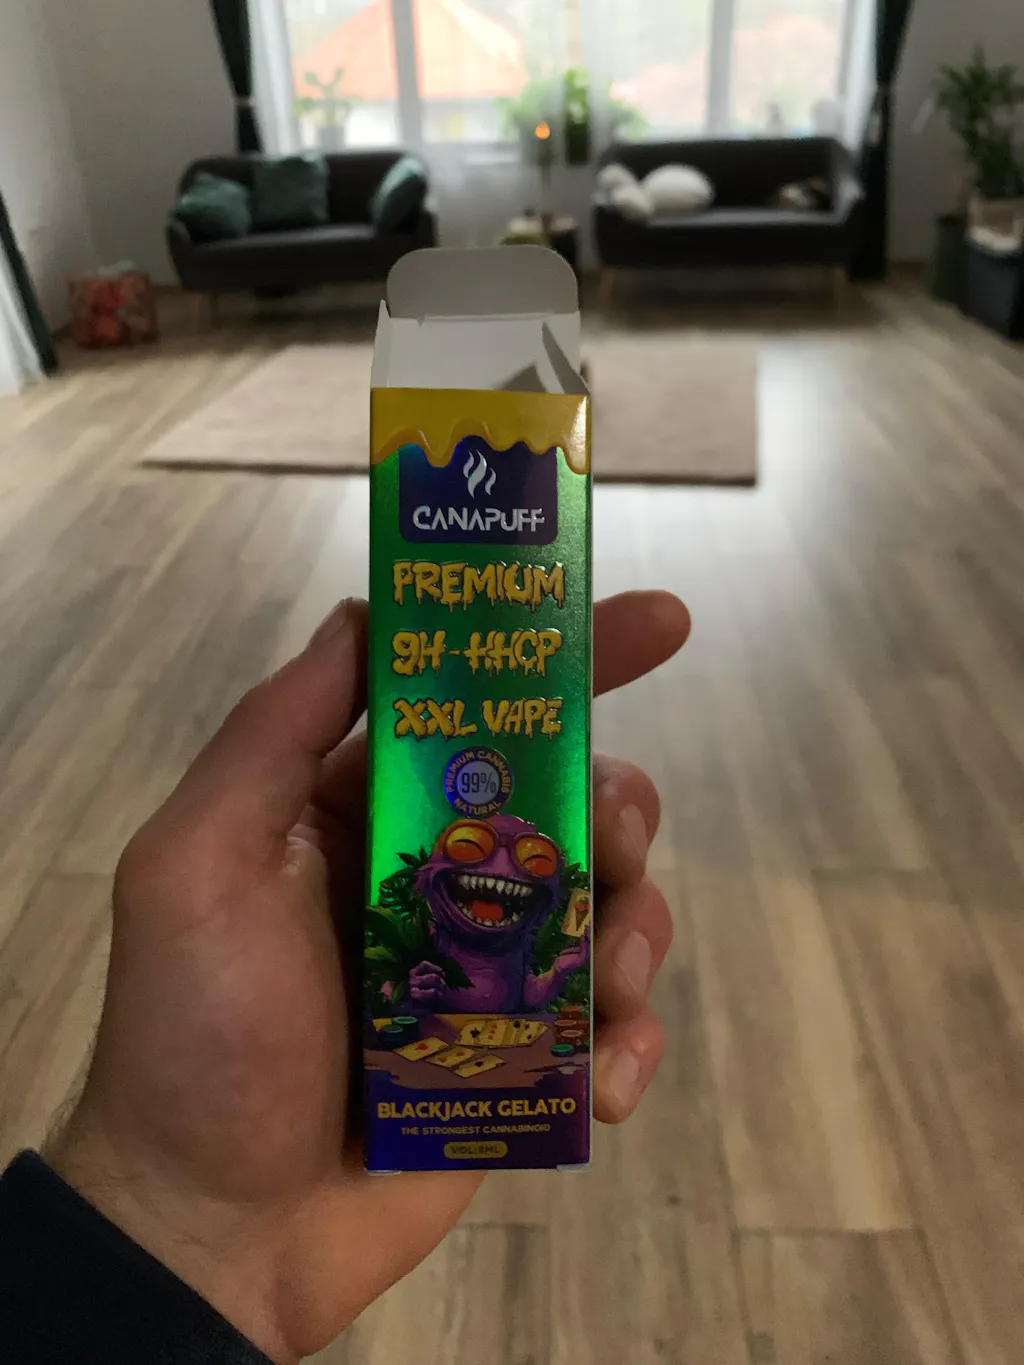 CANAPUFF
PREMIUM
9H-HHCP
XXL VAPE
PREMIUM CANNABIS
99%
NATURAL
BLACKJACK GELATO
THE STRONGEST CANNABINOID